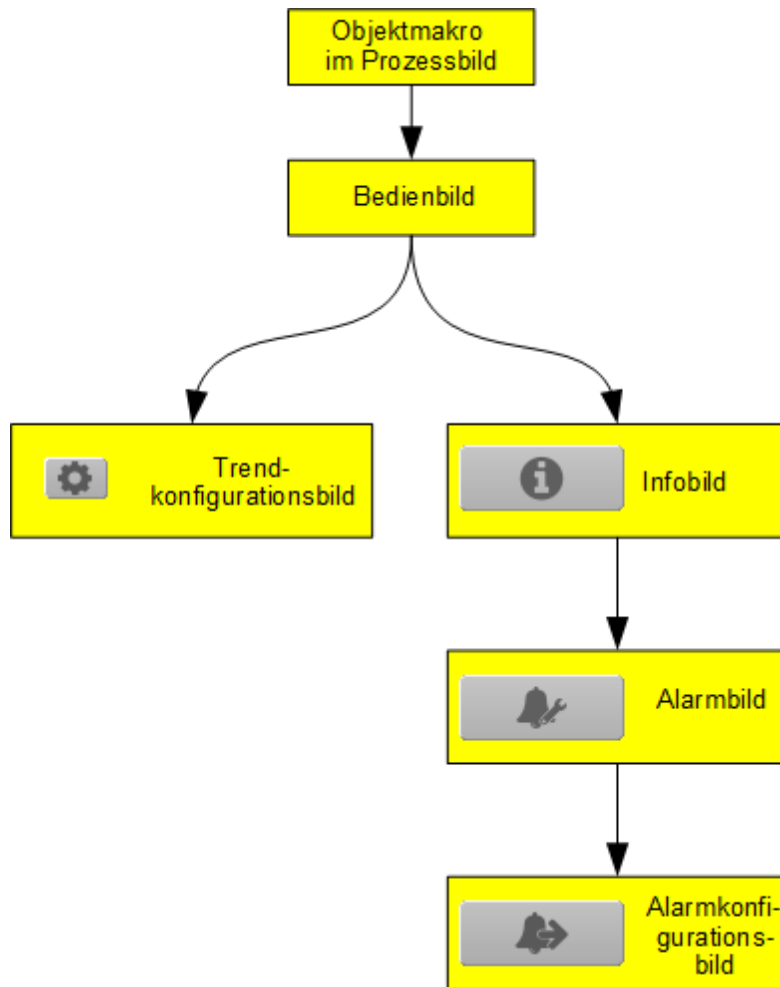 Objektmakro
im Prozessbild
Bedienbild
Trend-
konfigurationsbild
Infobild
Alarmbild
Alarmkonfi-
gurations-
bild